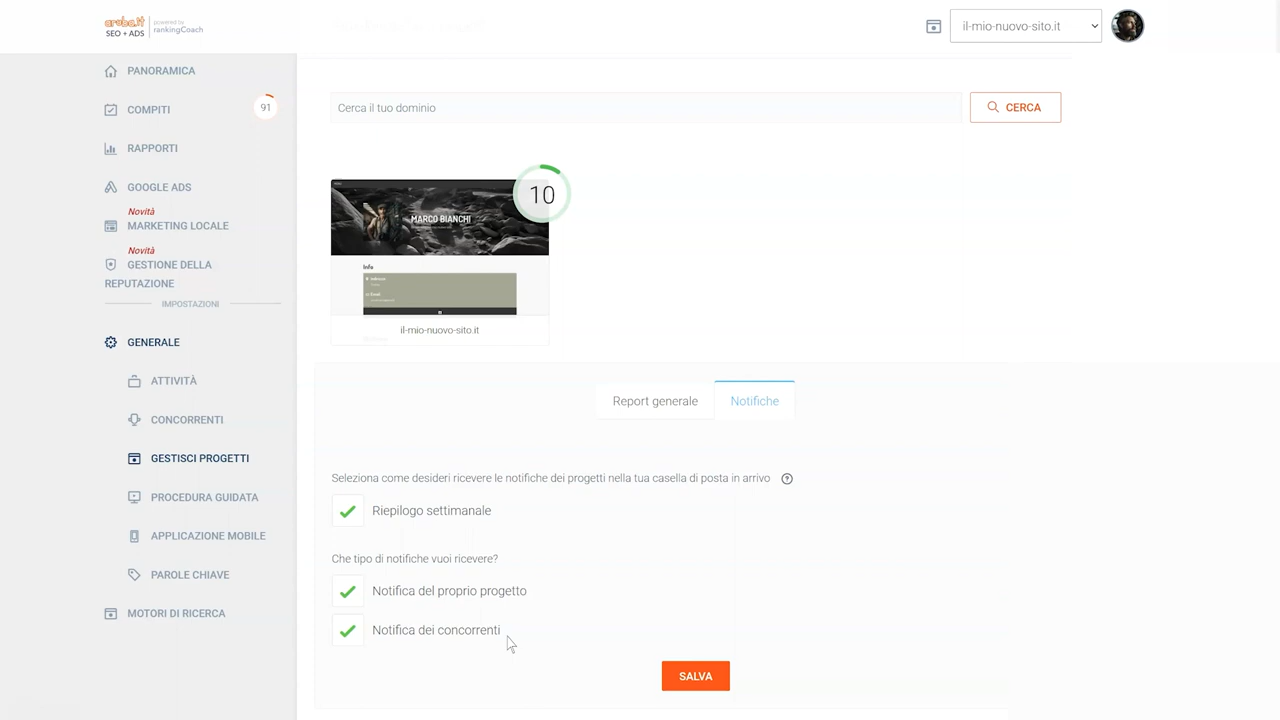 aruba.it
SEO + ADS
powered by
rankingCoach
il-mio-nuovo-sito.it
PANORAMICA
COMPITI
91
RAPPORTI
GOOGLE ADS
Novità
MARKETING LOCALE
Novità
GESTIONE DELLA
REPUTAZIONE
IMPOSTAZIONI
GENERALE
ATTIVITÀ
CONCORRENTI
GESTISCI PROGETTI
PROCEDURA GUIDATA
APPLICAZIONE MOBILE
PAROLE CHIAVE
MOTORI DI RICERCA
Cerca il tuo dominio
CERCA
10
MARCO BIANCHI
Info
il-mio-nuovo-sito.it
Report generale
Notifiche
Seleziona come desideri ricevere le notifiche dei progetti nella tua casella di posta in arrivo
Riepilogo settimanale
Che tipo di notifiche vuoi ricevere?
Notifica del proprio progetto
Notifica dei concorrenti
SALVA